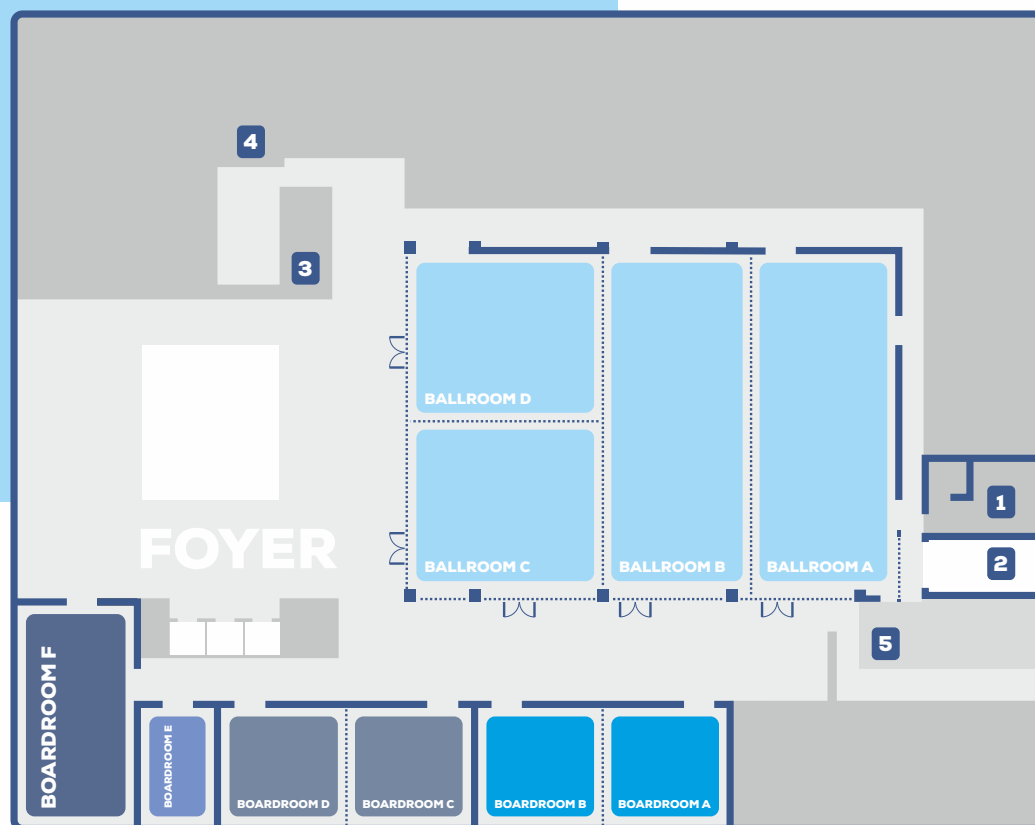 4
3
BALLROOM D
1
FOYER
2
BALLROOM C
BALLROOM B
BALLROOM A
5
BOARDROOM F
BOARDROOM E
BOARDROOM D
BOARDROOM C
BOARDROOM B
BOARDROOM A